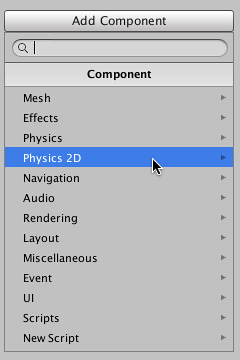 Add Component
Component
Mesh
Effects
Physics
Physics 2D
Navigation
Audio
Rendering
Layout
Miscellaneous
Event
UI
Scripts
New Script